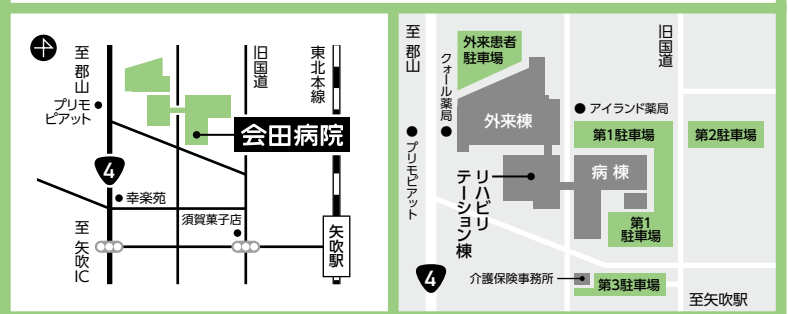 至
郡
山
プリモ
ピアット
4
幸楽苑
至
矢
吹
IC
旧国道
東北本線
会田病院
須賀菓子店
矢吹駅
至
郡
山
クォール薬局
プリモピアット
外来患者
駐車場
外来棟
旧国道
アイランド薬局
第1駐車場
第2駐車場
リハビリ
テーション棟
病棟
第1
駐車場
4
介護保険事務所
第3駐車場
至矢吹駅